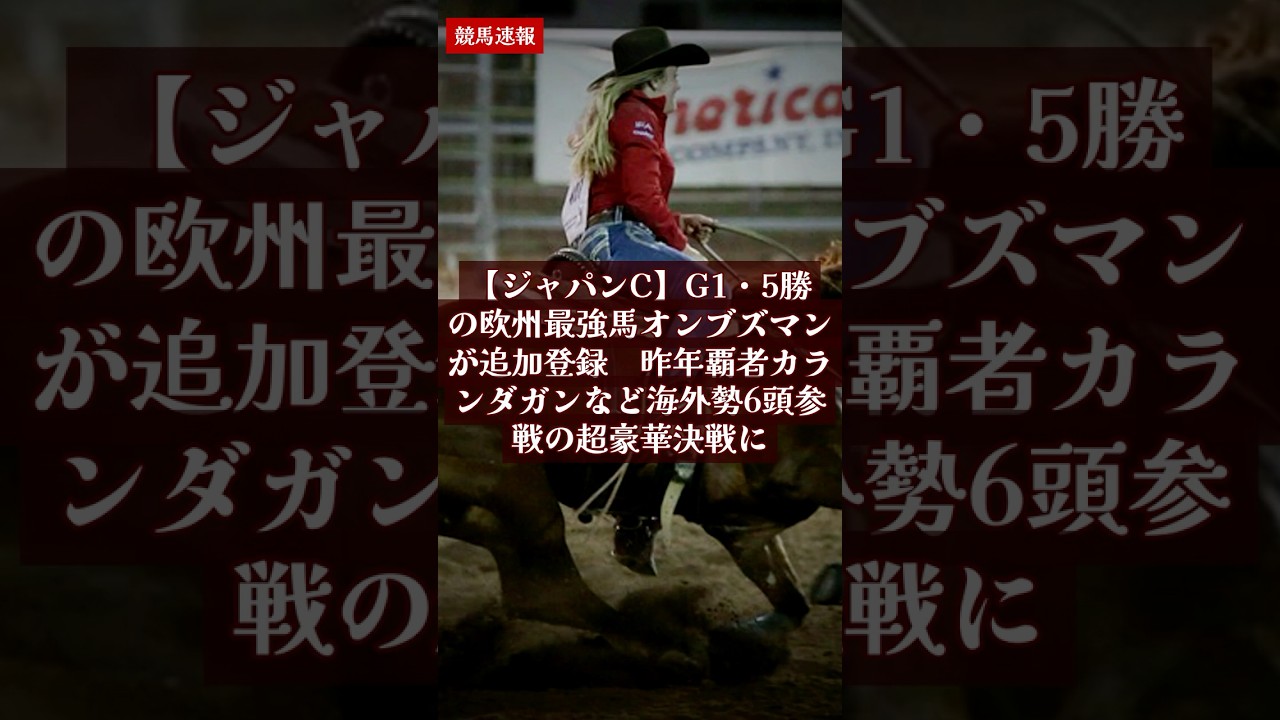 競馬速報
merica
COMPANY, I
【ジャパンC】G1・5勝
の欧州最強馬オンブズマン
が追加登録　昨年覇者カラ
ンダガンなど海外勢6頭参
戦の超豪華決戦に